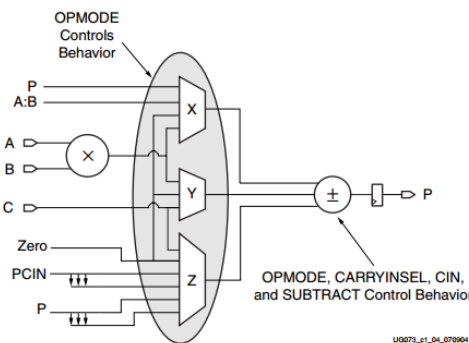 OPMODE
Controls
Behavior
P
A:B
X
A
B
×
Y
C
±
P
Zero
PCIN
Z
P
OPMODE, CARRYINSEL, CIN,
and SUBTRACT Control Behavior
UG073_c1_04_070904